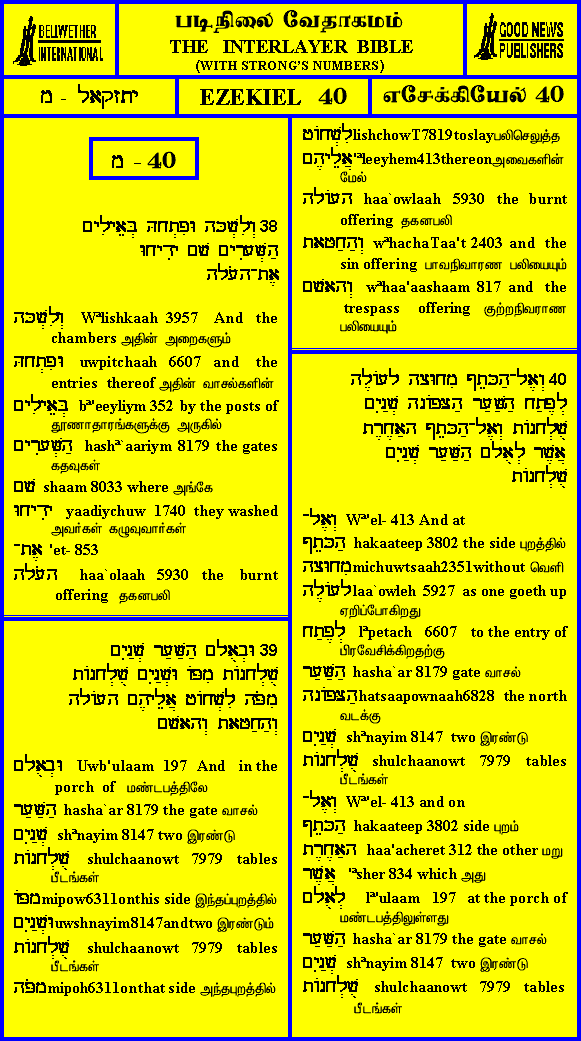 BELLWETHER
INTERNATIONAL
படிநிலை வேதாகமம்
THE INTERLAYER BIBLE
(WITH STRONG'S NUMBERS)
GOOD NEWS
PUBLISHERS
יחזקאל - מ
EZEKIEL 40
எசேக்கியேல் 40
מ - 40
38 וְלִשְׁכָּה וּפִתְחָהּ בְּאֵילִים
הַשְּׁעָרִים שָׁם יָדִיחוּ
אֶת־הָעֹלָה
וְלִשְׁכָּה Wªlishkaah 3957 And the
chambers அதின் அறைகளும்
וּפִתְחָהּ uwpitchaah 6607 and the
entries thereof அதின் வாசல்களின்
בְּאֵילִים bª'eeyliym 352 by the posts of
தூணாதாரங்களுக்கு அருகில்
הַשְּׁעָרִים hashª`aariym 8179 the gates
கதவுகள்
שָׁם shaam 8033 where அங்கே
יָדִיחוּ yaadiychuw 1740 they washed
அவர்கள் கழுவுவார்கள்
אֶת־ 'et- 853
הָעֹלָה haa`olaah 5930 the burnt
offering தகனபலி
39 וּבְאֻלָם הַשַּׁעַר שְׁנַיִם
שֻׁלְחָנוֹת מִפּוֹ וּשְׁנַיִם שֻׁלְחָנוֹת
מִפֹּה לִשְׁחוֹט אֲלֵיהֶם הָעוֹלָה
וְהַחַטָּאת וְהָאָשָׁם
וּבְאֻלָם Uwb'ulaam 197 And in the
porch of மண்டபத்திலே
הַשַּׁעַר hasha`ar 8179 the gate வாசல்
שְׁנַיִם shªnayim 8147 two இரண்டு
שֻׁלְחָנוֹת shulchaanowt 7979 tables
பீடங்கள்
מִפּוֹ mipow6311onthis side இந்தப்புறத்தில்
וּשְׁנַיִם uwshnayim8147andtwo இரண்டும்
שֻׁלְחָנוֹת shulchaanowt 7979 tables
பீடங்கள்
מִפֹּה mipoh6311onthat side அந்தபுறத்தில்
לִשְׁחוֹט lishchowT7819toslayபலிசெலுத்த
אֲלֵיהֶם 'ªleeyhem413thereonஅவைகளின்
மேல்
הָעוֹלָה haa`owlaah 5930 the burnt
offering தகனபலி
וְהַחַטָּאת wªhachaTaa't 2403 and the
sin offering பாவநிவாரண பலியையும்
וְהָאָשָׁם wªhaa'aashaam 817 and the
trespass offering குற்றநிவராண
பலியையும்
40 וְאֶל־הַכָּתֵף מִחוּצָה לָעוֹלֶה
לְפֶתַח הַשַּׁעַר הַצָּפוֹנָה שְׁנַיִם
שֻׁלְחָנוֹת וְאֶל־הַכָּתֵף הָאַחֶרֶת
אֲשֶׁר לְאֻלָם הַשַּׁעַר שְׁנַיִם
שֻׁלְחָנוֹת
וְאֶל־ Wª'el- 413 And at
הַכָּתֵף hakaateep 3802 the side புறத்தில்
מִחוּצָה michuwtsaah2351without வெளி
לָעוֹלֶה laa`owleh 5927 as one goeth up
ஏறிப்போகிறது
לְפֶתַח lªpetach 6607 to the entry of
பிரவேசிக்கிறதற்கு
הַשַּׁעַר hasha`ar 8179 gate வாசல்
הַצָּפוֹנָה hatsaapownaah6828 the north
வடக்கு
שְׁנַיִם shªnayim 8147 two இரண்டு
שֻׁלְחָנוֹת shulchaanowt 7979 tables
பீடங்கள்
וְאֶל־ Wª'el- 413 and on
הַכָּתֵף hakaateep 3802 side புறம்
הָאַחֶרֶת haa'acheret 312 the other மறு
אֲשֶׁר 'ªsher 834 which அது
לְאֻלָם lª'ulaam 197 at the porch of
மண்டபத்திலுள்ளது
הַשַּׁעַר hasha`ar 8179 the gate வாசல்
שְׁנַיִם shªnayim 8147 two இரண்டு
שֻׁלְחָנוֹת shulchaanowt 7979 tables
பீடங்கள்